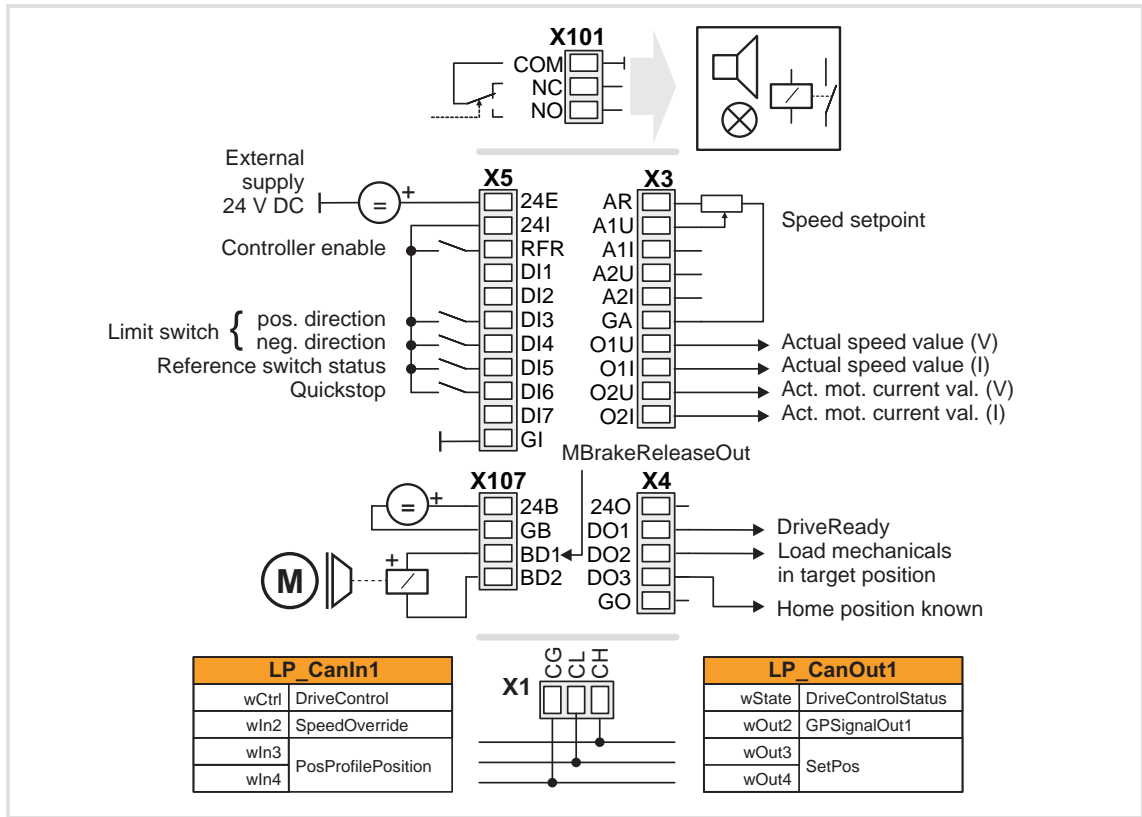 X101
COM
NC
NO
External
supply
24 V DC
=
+
Controller enable
Limit switch {
pos. direction
neg. direction
Reference switch status
Quickstop
X5
24E
24I
RFR
DI1
DI2
DI3
DI4
DI5
DI6
DI7
GI
X3
AR
A1U
A1I
A2U
A2I
GA
O1U
O1I
O2U
O2I
Speed setpoint
Actual speed value (V)
Actual speed value (I)
Act. mot. current val. (V)
Act. mot. current val. (I)
MBrakeReleaseOut
X107
=
+
24B
GB
BD1
BD2
M
+
X4
24O
DO1
DO2
DO3
GO
DriveReady
Load mechanicals
in target position
Home position known
LP_CanIn1
wCtrl DriveControl
wIn2 SpeedOverride
wIn3
PosProfilePosition
wIn4
X1
CG
CL
CH
LP_CanOut1
wState DriveControlStatus
wOut2 GPSignalOut1
wOut3
SetPos
wOut4